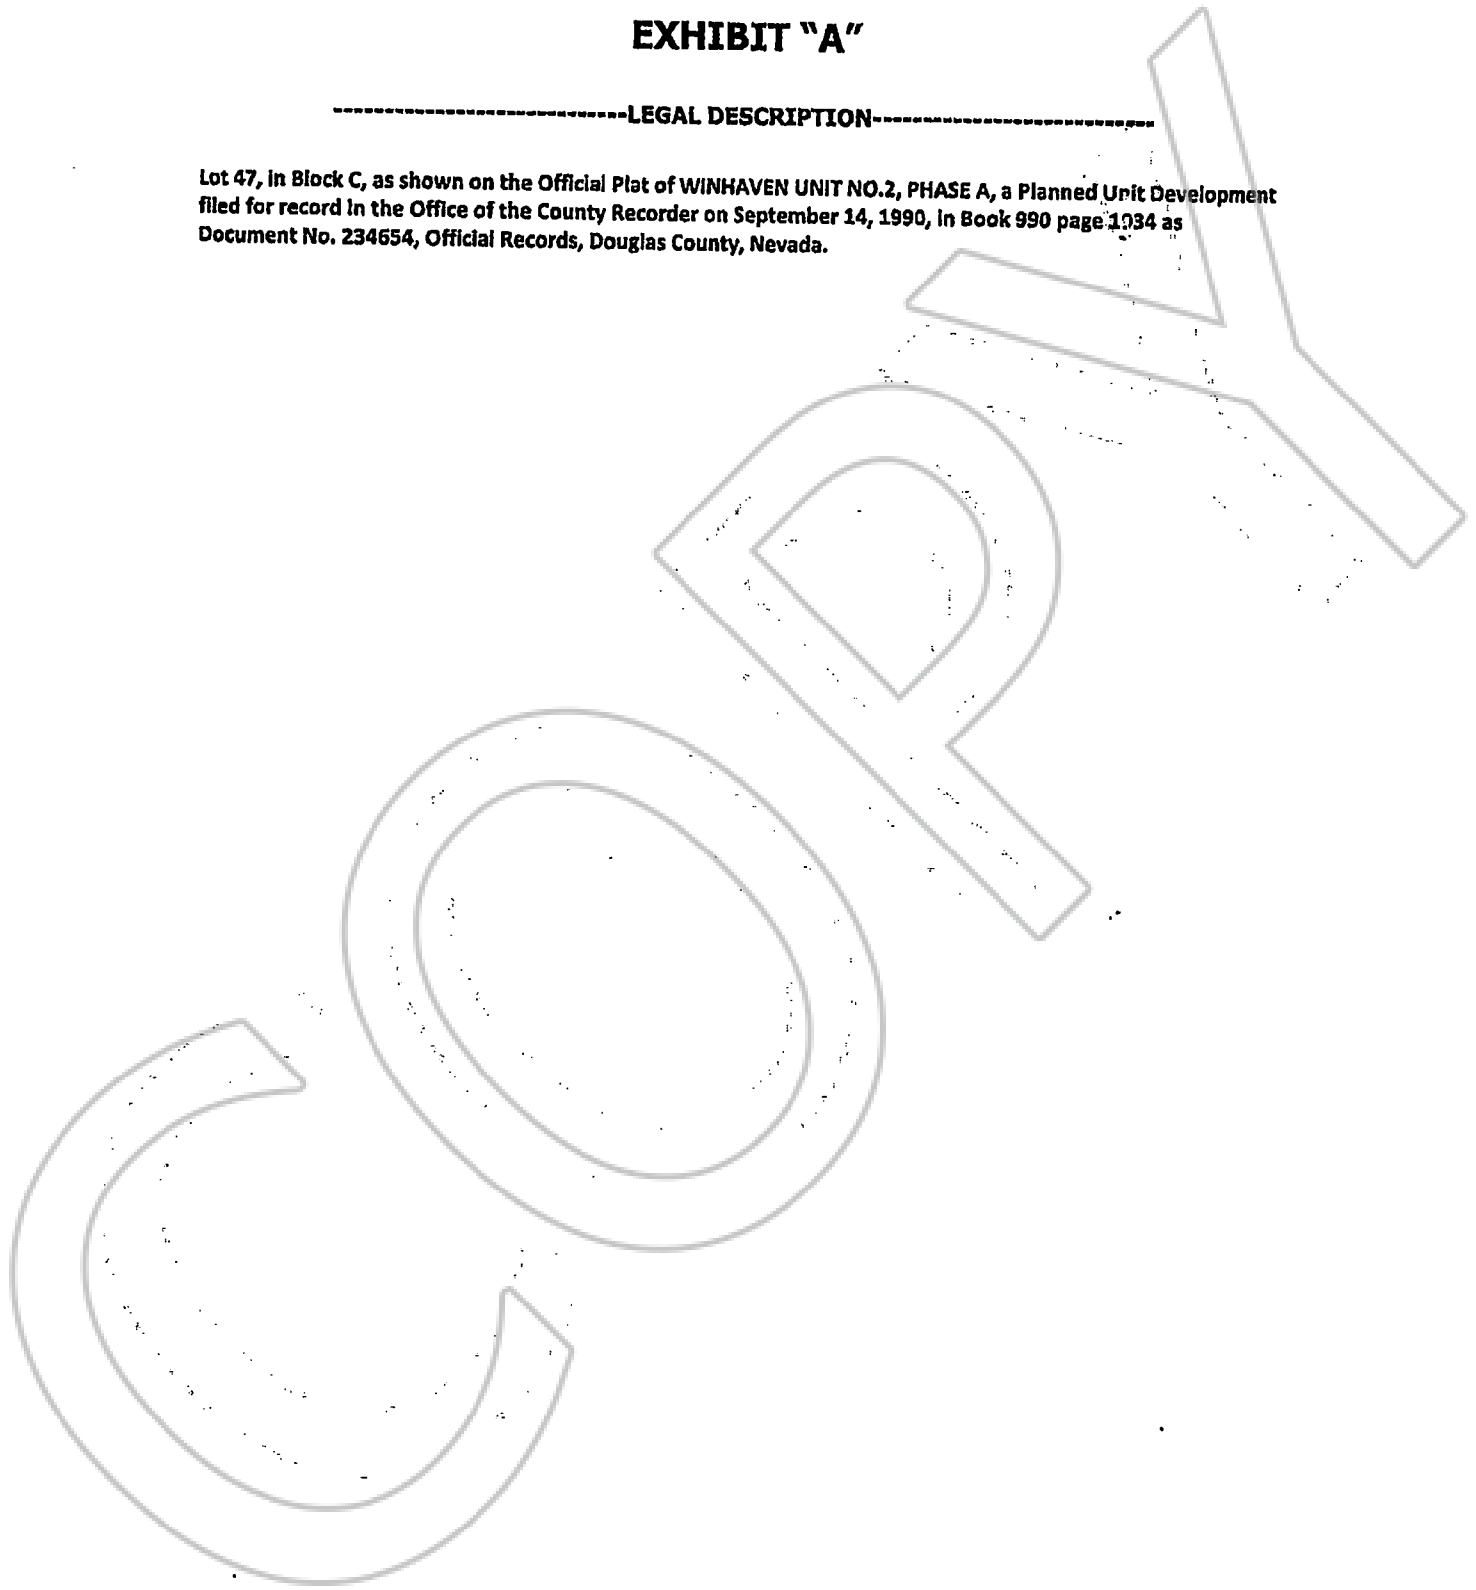 EXHIBIT “A”
----------------------------LEGAL DESCRIPTION----------------------------
Lot 47, in Block C, as shown on the Official Plat of WINHAVEN UNIT NO.2, PHASE A, a Planned Unit Development
filed for record in the Office of the County Recorder on September 14, 1990, in Book 990 page 1934 as
Document No. 234654, Official Records, Douglas County, Nevada.
COPY